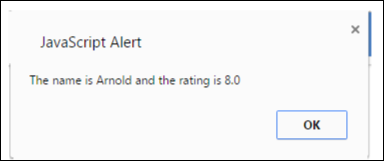 JavaScript Alert
The name is Arnold and the rating is 8.0
OK